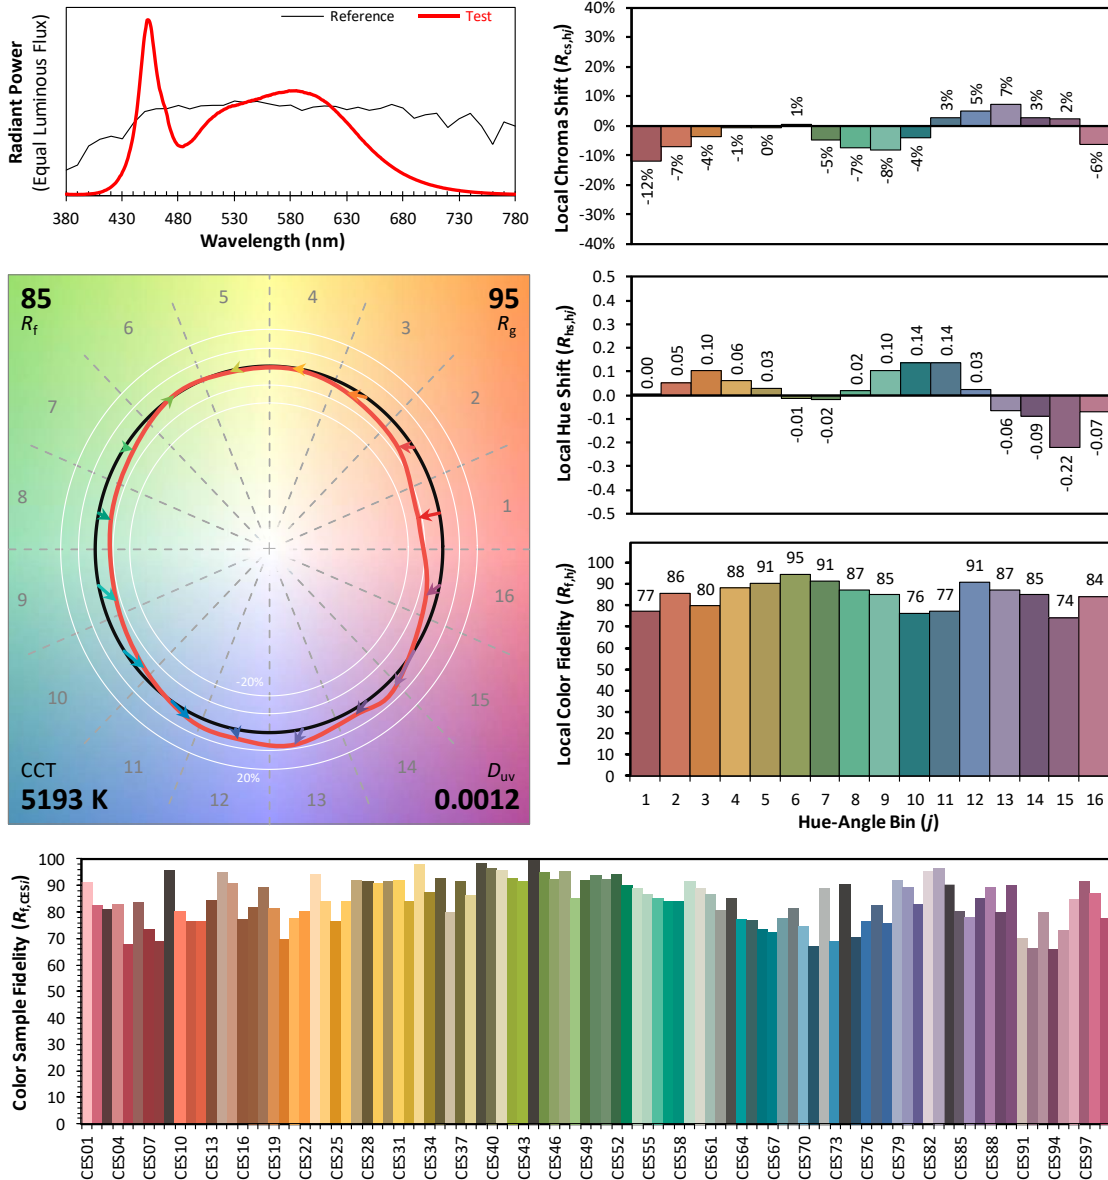 Radiant Power
(Equal Luminous Flux)
Reference
Test
380 430 480 530 580 630 680 730 780
Wavelength (nm)
Local Chroma Shift (Rcs,hj)
40%
30%
20%
10%
0%
-10%
-20%
-30%
-40%
-12% -7% -4% -1% 0% 1% -5% -7% -8% -4% 3% 5% 7% 3% 2% -6%
85
Rf
95
Rg
5 4
6 3
7 2
8 1
9 16
10 15
11 14
12 13
-20%
20%
CCT
5193 K
Duv
0.0012
Local Hue Shift (Rhs,hj)
0.5
0.4
0.3
0.2
0.1
0.0
-0.1
-0.2
-0.3
-0.4
-0.5
0.00 0.05 0.10 0.06 0.03 -0.01 -0.02 0.02 0.10 0.14 0.14 0.03 -0.06 -0.09 -0.22 -0.07
Local Color Fidelity (Rf,hj)
100
90
80
70
60
50
40
30
20
10
0
77 86 80 88 91 95 91 87 85 76 77 91 87 85 74 84
1 2 3 4 5 6 7 8 9 10 11 12 13 14 15 16
Hue-Angle Bin (j)
Color Sample Fidelity (Rf,CESi)
100
90
80
70
60
50
40
30
20
10
0
CES01 CES04 CES07 CES10 CES13 CES16 CES19 CES22 CES25 CES28 CES31 CES34 CES37 CES40 CES43 CES46 CES49 CES52 CES55 CES58 CES61 CES64 CES67 CES70 CES73 CES76 CES79 CES82 CES85 CES88 CES91 CES94 CES97